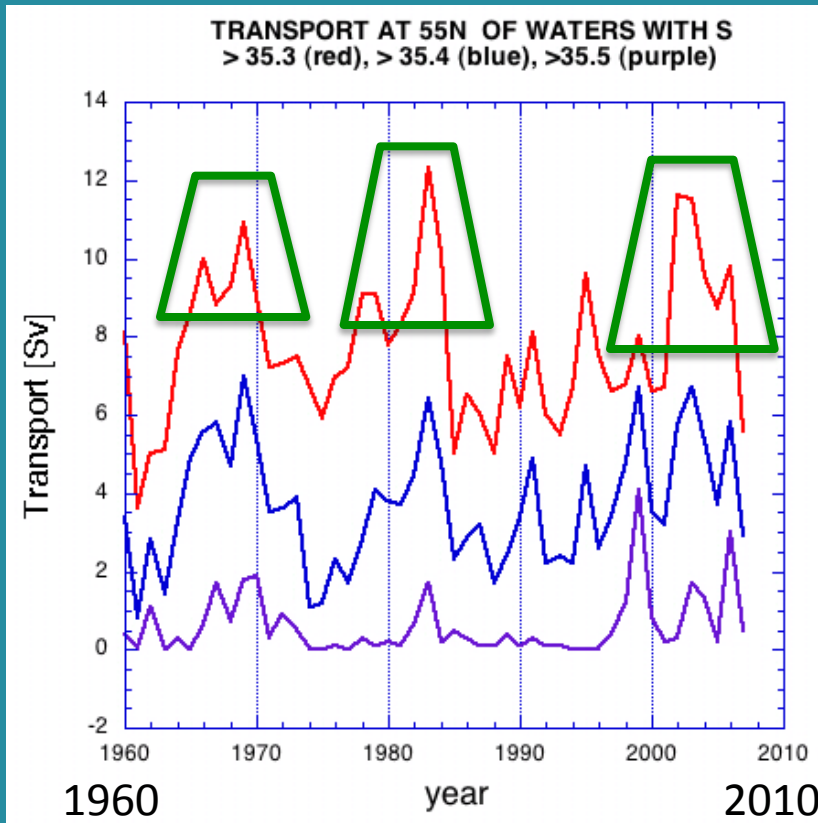 TRANSPORT AT 55N OF WATERS WITH S
> 35.3 (red), > 35.4 (blue), >35.5 (purple)
14
12
10
8
6
4
2
0
-2
Transport [Sv]
1960 1970 1980 1990 2000 2010
year
1960 2010